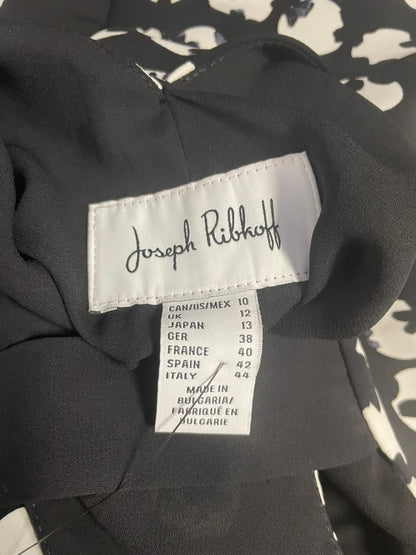 Joseph Ribkoff
CAN/US/MEX 10
UK 12
JAPAN 13
GER 38
FRANCE 40
SPAIN 42
ITALY 44
MADE IN
BULGARIA/
FABRIQUÉ EN
BULGARIE